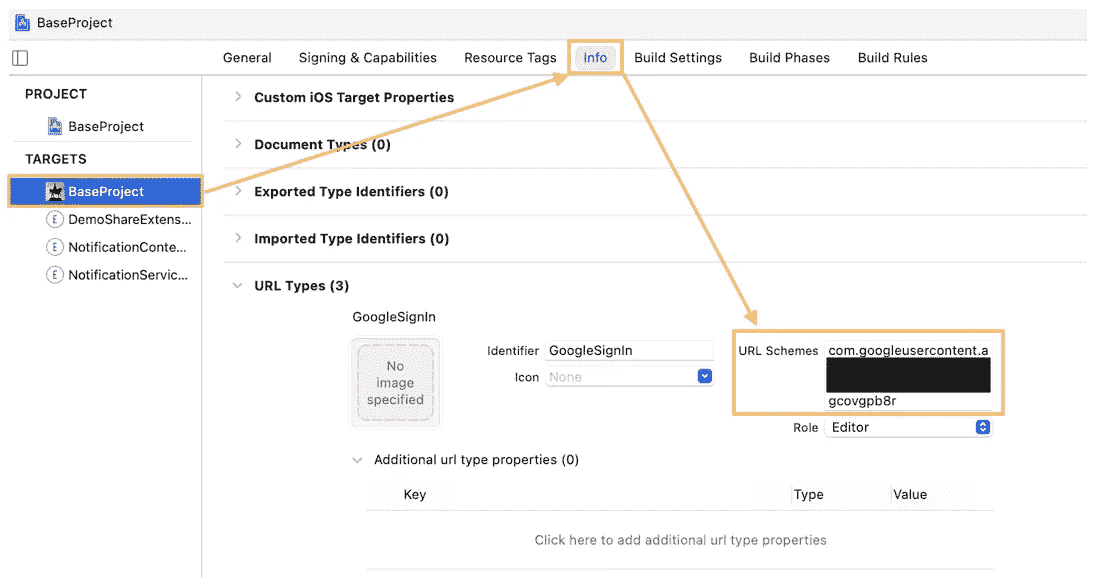 BaseProject
General Signing & Capabilities Resource Tags Info Build Settings Build Phases Build Rules
PROJECT
BaseProject
TARGETS
BaseProject
E DemoShareExtens...
E NotificationConte...
E NotificationServic...
Custom iOS Target Properties
Document Types (0)
Exported Type Identifiers (0)
Imported Type Identifiers (0)
URL Types (3)
GoogleSignIn
No
image
specified
Identifier GoogleSignIn
Icon None
URL Schemes com.googleusercontent.a
gcovgpb8r
Role Editor
Additional url type properties (0)
Key Type Value
Click here to add additional url type properties